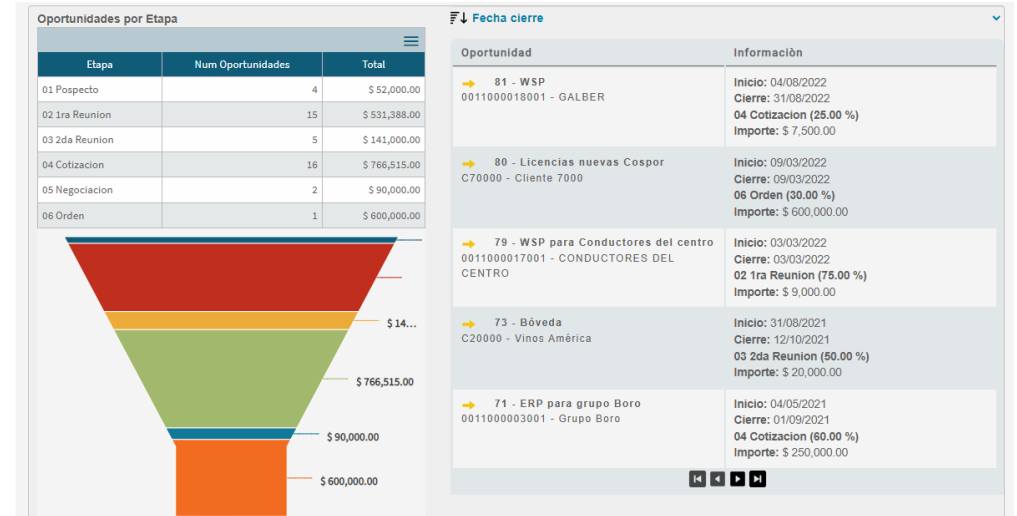 Oportunidades por Etapa
Etapa Num Oportunidades Total
01 Pospecto 4 $ 52,000.00
02 1ra Reunion 15 $ 531,388.00
03 2da Reunion 5 $ 141,000.00
04 Cotizacion 16 $ 766,515.00
05 Negociacion 2 $ 90,000.00
06 Orden 1 $ 600,000.00
$ 14...
$ 766,515.00
$ 90,000.00
$ 600,000.00
Fecha cierre
Oportunidad Informaciòn
81 - WSP
0011000018001 - GALBER
Inicio: 04/08/2022
Cierre: 31/08/2022
04 Cotizacion (25.00 %)
Importe: $ 7,500.00
80 - Licencias nuevas Cospor
C70000 - Cliente 7000
Inicio: 09/03/2022
Cierre: 09/03/2022
06 Orden (30.00 %)
Importe: $ 600,000.00
79 - WSP para Conductores del centro
0011000017001 - CONDUCTORES DEL
CENTRO
Inicio: 03/03/2022
Cierre: 03/03/2022
02 1ra Reunion (75.00 %)
Importe: $ 9,000.00
73 - Bóveda
C20000 - Vinos América
Inicio: 31/08/2021
Cierre: 12/10/2021
03 2da Reunion (50.00 %)
Importe: $ 20,000.00
71 - ERP para grupo Boro
0011000003001 - Grupo Boro
Inicio: 04/05/2021
Cierre: 01/09/2021
04 Cotizacion (60.00 %)
Importe: $ 250,000.00